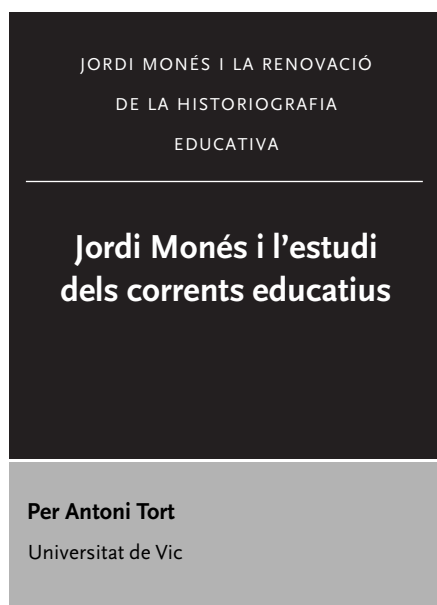 JORDI MONÉS I LA RENOVACIÓ
DE LA HISTORIOGRAFIA
EDUCATIVA
Jordi Monés i l’estudi
dels corrents educatius
Per Antoni Tort
Universitat de Vic